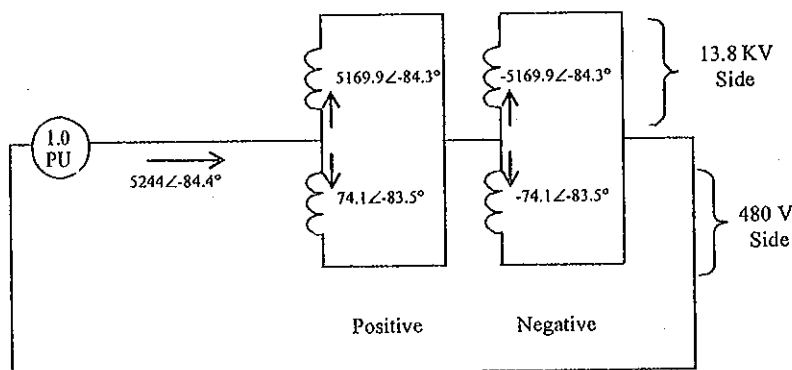 13.8 KV
Side
5169.9∠-84.3°
-5169.9∠-84.3°
1.0
PU
5244∠-84.4°
74.1∠-83.5°
-74.1∠-83.5°
480 V
Side
Positive
Negative